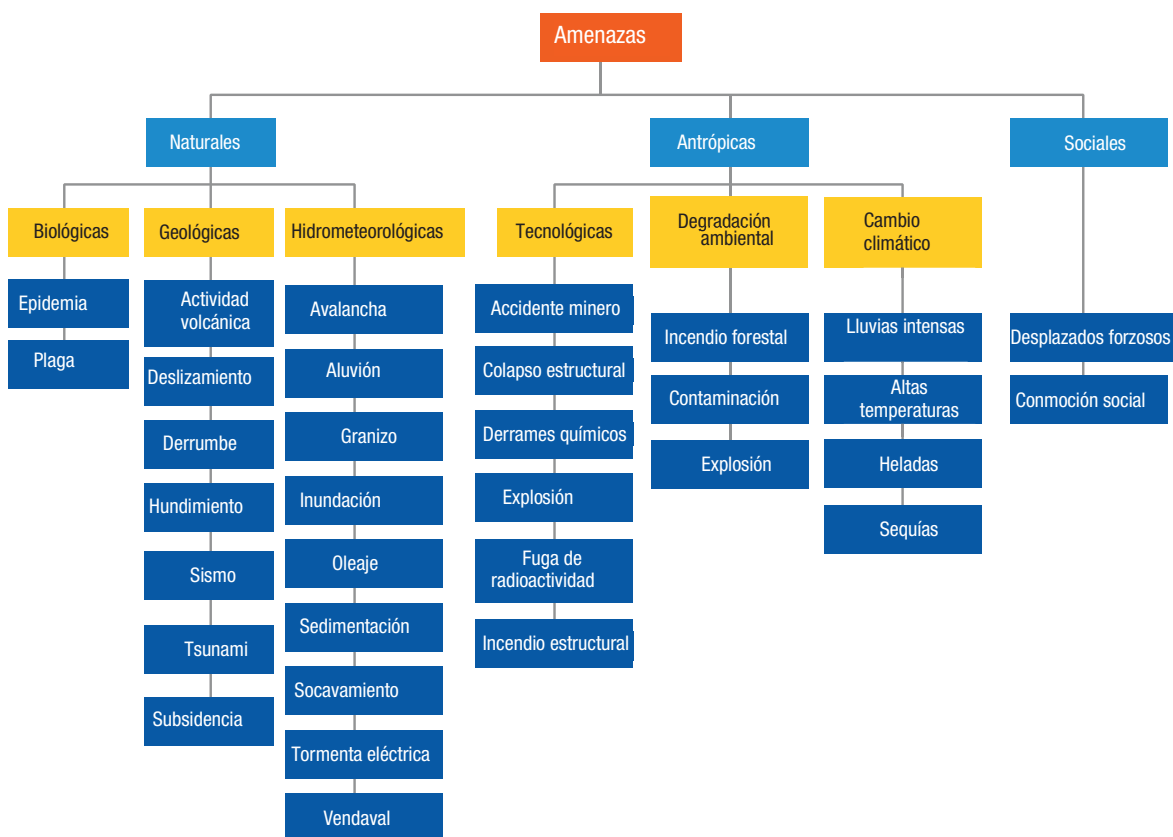 Amenazas
Naturales
Antrópicas
Sociales
Biológicas
Geológicas
Hidrometeorológicas
Tecnológicas
Degradación
ambiental
Cambio
climático
Epidemia
Plaga
Actividad
volcánica
Deslizamiento
Derrumbe
Hundimiento
Sismo
Tsunami
Subsidencia
Avalancha
Aluvión
Granizo
Inundación
Oleaje
Sedimentación
Socavamiento
Tormenta eléctrica
Vendaval
Accidente minero
Colapso estructural
Derrames químicos
Explosión
Fuga de
radioactividad
Incendio estructural
Incendio forestal
Contaminación
Explosión
Lluvias intensas
Altas
temperaturas
Heladas
Sequías
Desplazados forzosos
Conmoción social